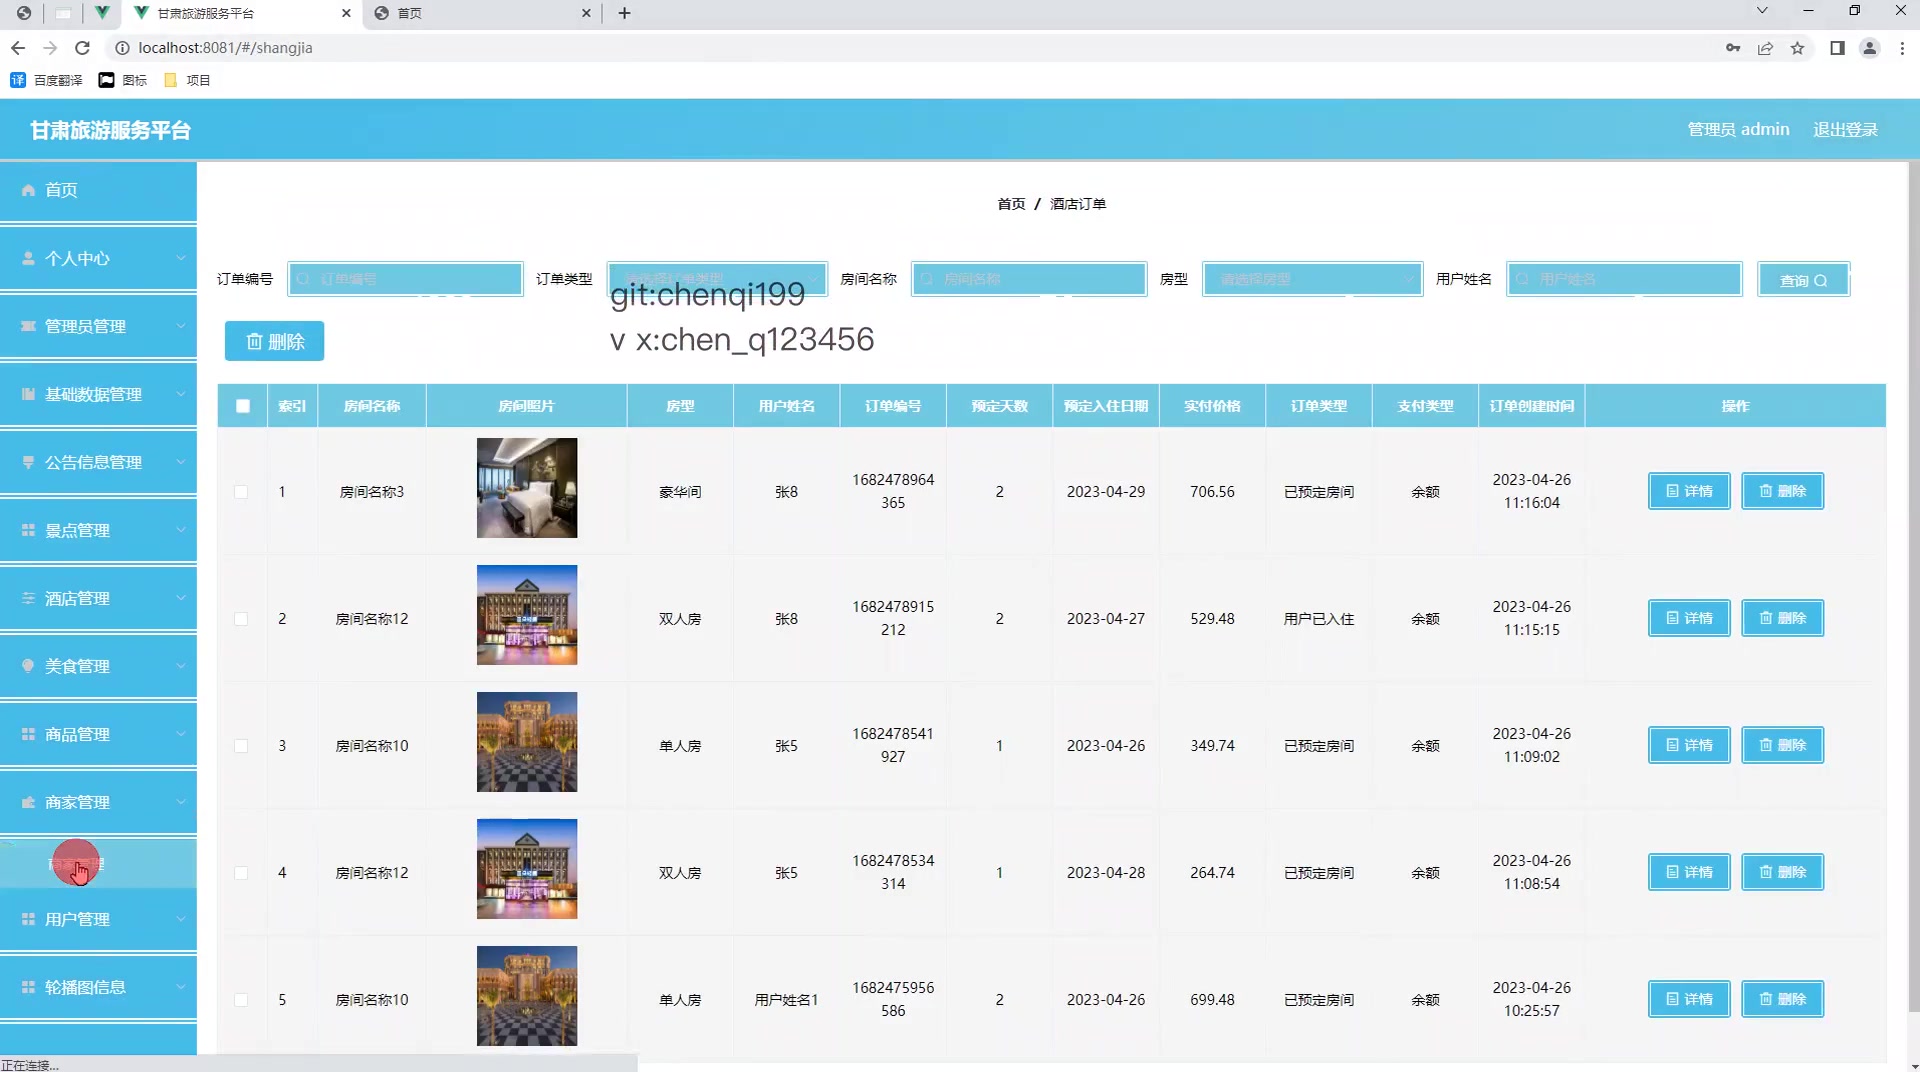 甘肃旅游服务平台
首页
localhost:8081/#/shangjia
百度翻译
图标
项目
甘肃旅游服务平台
管理员 admin
退出登录
首页
个人中心
管理员管理
基础数据管理
公告信息管理
景点管理
酒店管理
美食管理
商品管理
商家管理
用户管理
轮播图信息
正在连接...
首页 / 酒店订单
订单编号 订单编号 订单类型 房间名称 房间名称 房型 请选择房型 用户姓名 用户姓名 查询
git:chenqi199
v x:chen_q123456
删除
索引 房间名称 房间照片 房型 用户姓名 订单编号 预定天数 预定入住日期 实付价格 订单类型 支付类型 订单创建时间 操作
1 房间名称3 豪华间 张8 1682478964365 2 2023-04-29 706.56 已预定房间 余额 2023-04-26 11:16:04 详情 删除
2 房间名称12 双人房 张8 1682478915212 2 2023-04-27 529.48 用户已入住 余额 2023-04-26 11:15:15 详情 删除
3 房间名称10 单人房 张5 1682478541927 1 2023-04-26 349.74 已预定房间 余额 2023-04-26 11:09:02 详情 删除
4 房间名称12 双人房 张5 1682478534314 1 2023-04-28 264.74 已预定房间 余额 2023-04-26 11:08:54 详情 删除
5 房间名称10 单人房 用户姓名1 1682475956586 2 2023-04-26 699.48 已预定房间 余额 2023-04-26 10:25:57 详情 删除